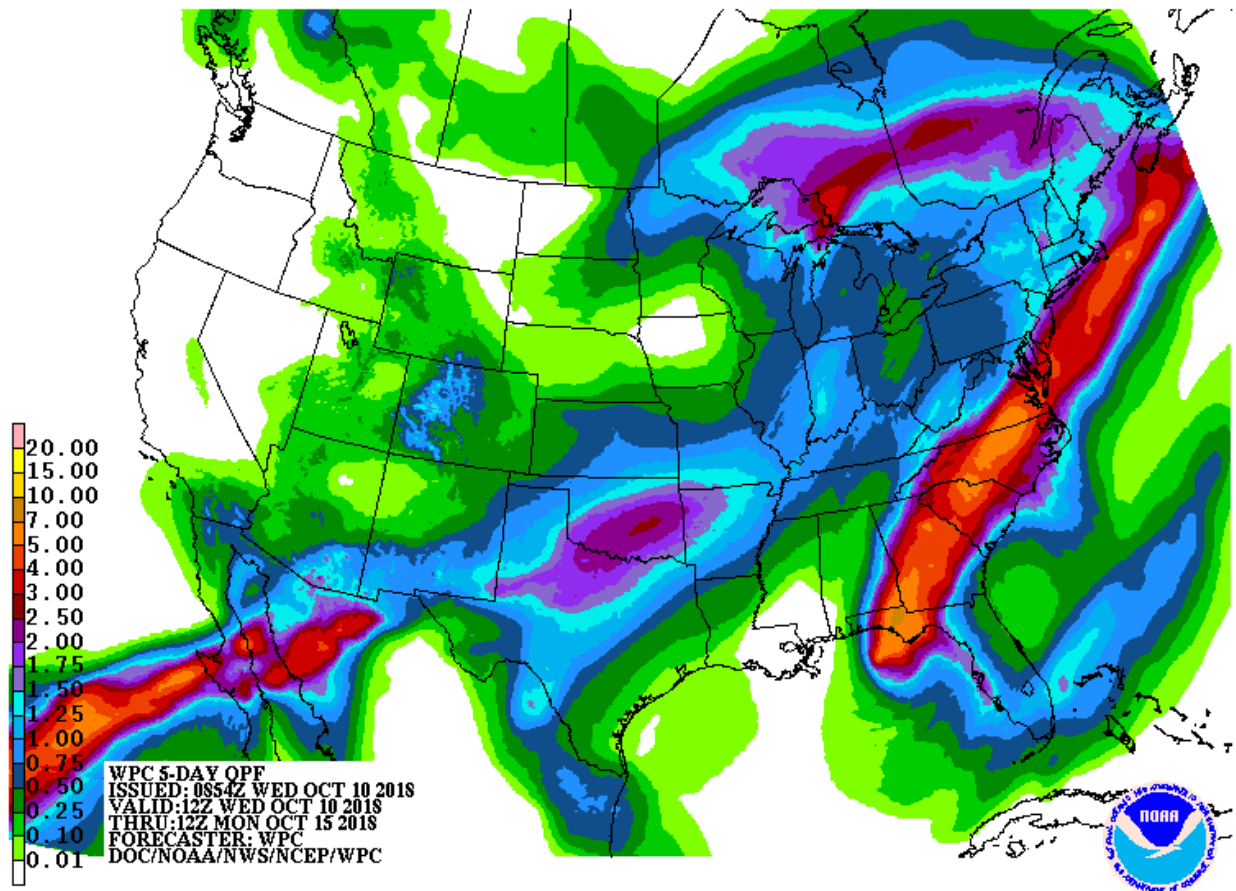 20.00
15.00
10.00
7.00
5.00
4.00
3.00
2.50
2.00
1.75
1.50
1.25
1.00
0.75
0.50
0.25
0.10
0.01
WPC 5-DAY QPF
ISSUED: 0854Z WED OCT 10 2018
VALID:12Z WED OCT 10 2018
THRU:12Z MON OCT 15 2018
FORECASTER: WPC
DOC/NOAA/NWS/NCEP/WPC
NOAA